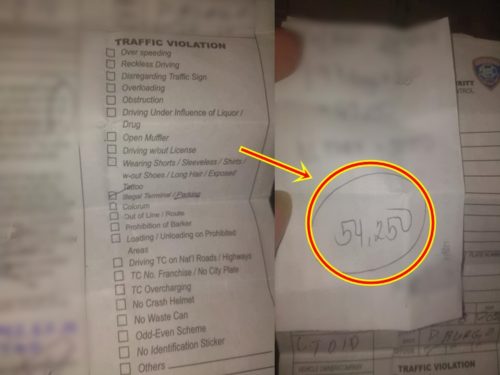 TRAFFIC VIOLATION
Over speeding
Reckless Driving
Disregarding Traffic Sign
Overloading
Obstruction
Driving Under Influence of Liquor /
Drug
Open Muffler
Driving w/out License
Wearing Shorts / Sleeveless / Shirts /
w-out Shoes / Long Hair / Exposed
Tattoo
Illegal Terminal / Parking
Colorum
Out of Line / Route
Prohibition of Barker
Loading / Unloading on Prohibited
Areas
Driving TC on Nat'l Roads / Highways
TC No. Franchise / No City Plate
TC Overcharging
No Crash Helmet
No Waste Can
Odd-Even Scheme
No Identification Sticker
Others
54,250
TRAFFIC VIOLATION